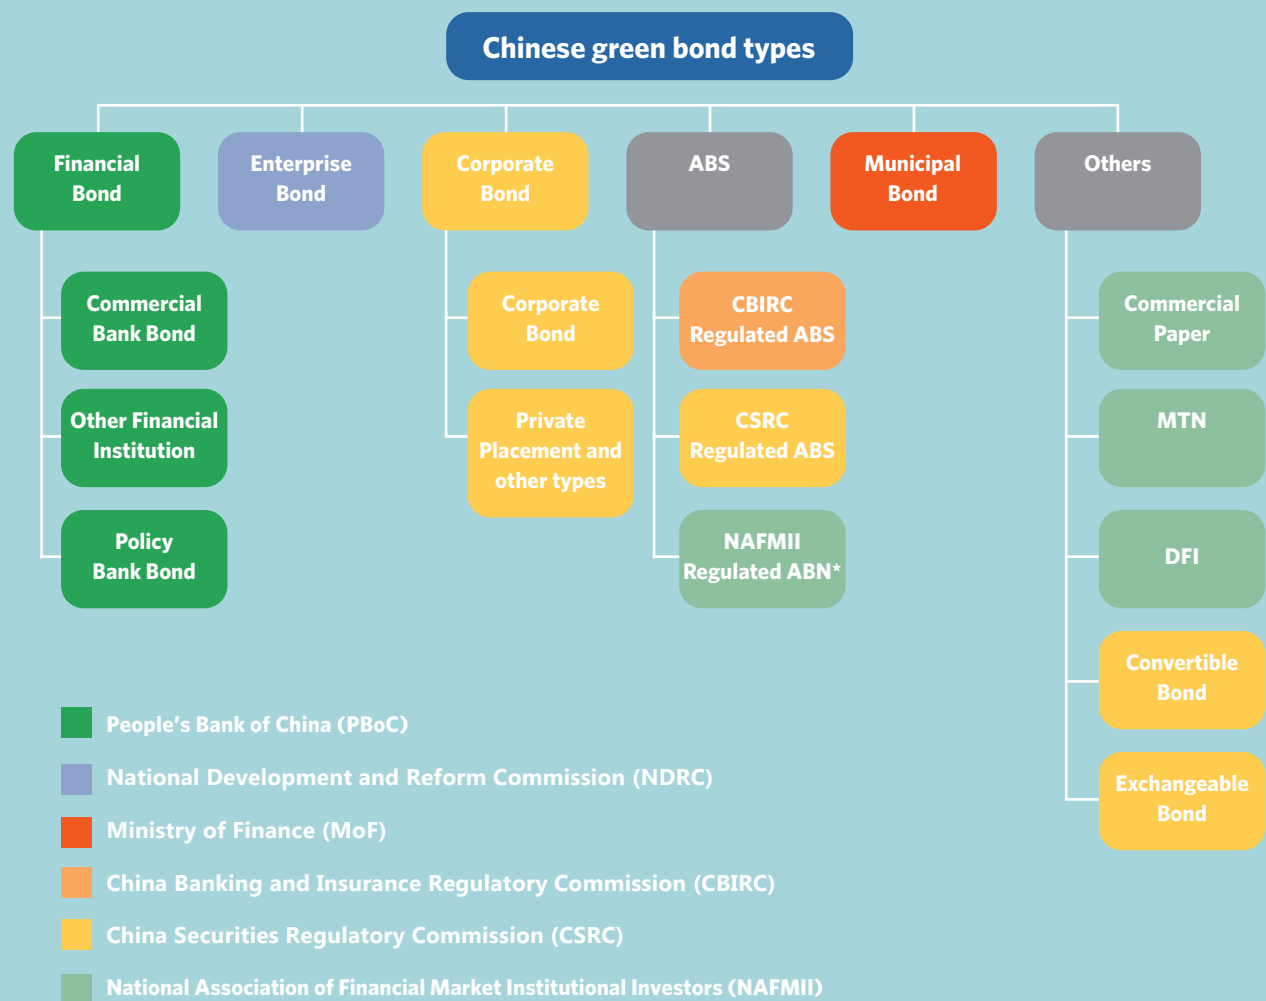 Chinese green bond types
Financial
Bond
Enterprise
Bond
Corporate
Bond
ABS
Municipal
Bond
Others
Commercial
Bank Bond
Other Financial
Institution
Policy
Bank Bond
Corporate
Bond
Private
Placement and
other types
CBIRC
Regulated ABS
CSRC
Regulated ABS
NAFMII
Regulated ABN*
Commercial
Paper
MTN
DFI
Convertible
Bond
Exchangeable
Bond
People's Bank of China (PBoC)
National Development and Reform Commission (NDRC)
Ministry of Finance (MoF)
China Banking and Insurance Regulatory Commission (CBIRC)
China Securities Regulatory Commission (CSRC)
National Association of Financial Market Institutional Investors (NAFMII)